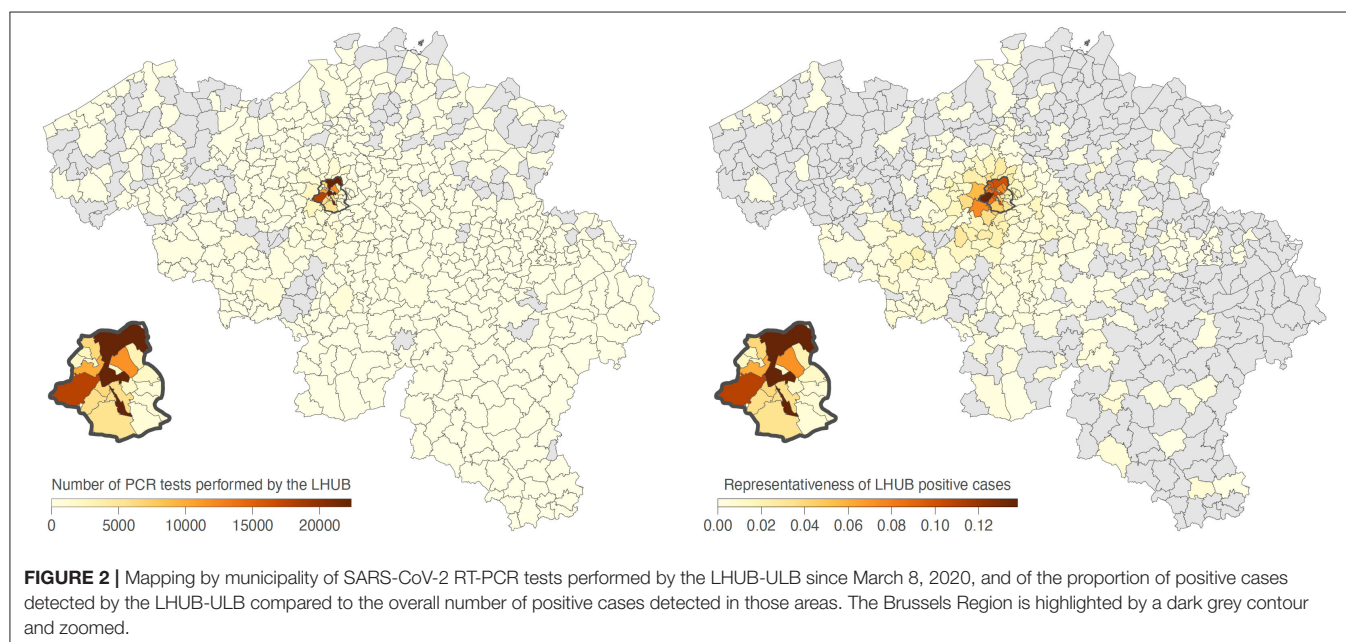 Number of PCR tests performed by the LHUB
0 5000 10000 15000 20000
Representativeness of LHUB positive cases
0.00 0.02 0.04 0.06 0.08 0.10 0.12
FIGURE 2 | Mapping by municipality of SARS-CoV-2 RT-PCR tests performed by the LHUB-ULB since March 8, 2020, and of the proportion of positive cases
detected by the LHUB-ULB compared to the overall number of positive cases detected in those areas. The Brussels Region is highlighted by a dark grey contour
and zoomed.